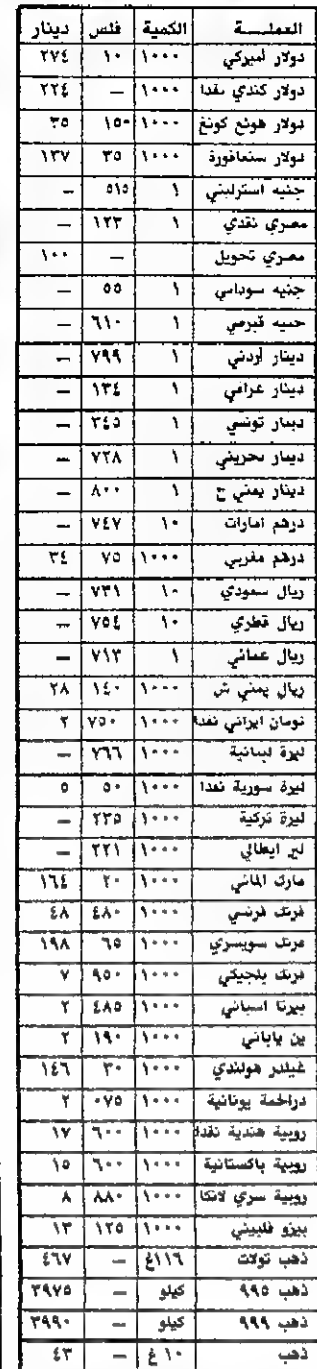 العملـــة الكمية فلس دينار
دولار أميركي ١٠٠٠ ١٠ ٢٧٤
دولار كندي نقدا ١٠٠٠ — ٢٢٤
دولار هونغ كونغ ١٠٠٠ ١٥٠ ٣٥
دولار سنغافورة ١٠٠٠ ٣٥ ١٣٧
جنيه استرليني ١ ٥١٥ —
مصري نقدي ١ ١٢٣ —
مصري تحويل — ١٠٠
جنيه سوداني ١ ٥٥ —
جنيه قبرصي ١ ٦١٠ —
دينار أردني ١ ٧٩٩ —
دينار عراقي ١ ١٣٤ —
دينار تونسي ١ ٣٤٥ —
دينار بحريني ١ ٧٢٨ —
دينار يمني ج ١ ٨٠٠ —
درهم امارات ١٠ ٧٤٧ —
درهم مغربي ١٠٠٠ ٧٥ ٣٤
ريال سعودي ١٠ ٧٣١ —
ريال قطري ١٠ ٧٥٤ —
ريال عماني ١ ٧١٣ —
ريال يمني ش ١٠٠٠ ١٤٠ ٢٨
تومان ايراني نقدا ١٠٠٠ ٧٥٠ ٢
ليرة لبنانية ١٠٠٠ ٧٦٦ —
ليرة سورية نقدا ١٠٠٠ ٥٠ ٥
ليرة تركية ١٠٠٠ ٢٣٥ —
لير ايطالي ١٠٠٠ ٢٢١ —
مارك الماني ١٠٠٠ ٢٠ ١٦٤
فرنك فرنسي ١٠٠٠ ٤٨٠ ٤٨
فرنك سويسري ١٠٠٠ ٦٥ ١٩٨
فرنك بلجيكي ١٠٠٠ ٩٥٠ ٧
بيزتا اسباني ١٠٠٠ ٤٨٥ ٢
ين ياباني ١٠٠٠ ١٩٠ ٢
غيلدر هولندي ١٠٠٠ ٣٠ ١٤٦
دراخمة يونانية ١٠٠٠ ٠٧٥ ٢
روبية هندية نقدا ١٠٠٠ ٦٠٠ ١٧
روبية باكستانية ١٠٠٠ ٦٠٠ ١٥
روبية سري لانكا ١٠٠٠ ٨٨٠ ٨
بيزو فلبيني ١٠٠٠ ١٢٥ ١٣
ذهب تولات ١١٦غ — ٤٦٧
ذهب ٩٩٥ كيلو — ٣٩٧٥
ذهب ٩٩٩ كيلو — ٣٩٩٠
ذهب ١٠ غ — ٤٣